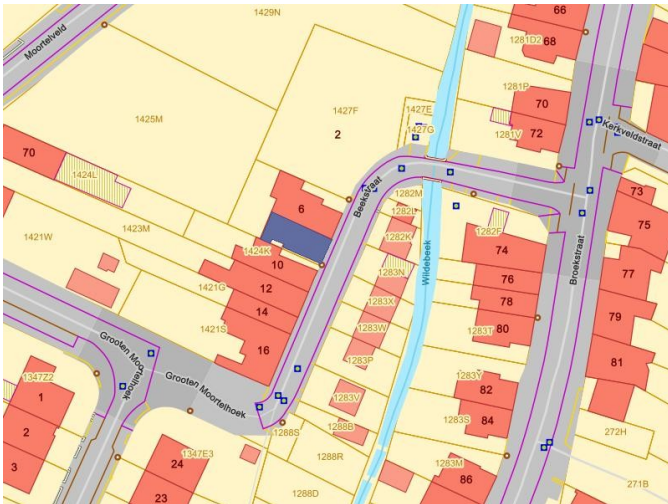 1429N
66
68
1281D2
Moortelveld
1425M
1427F
2
1427E
1427G
1281P
70
72
1281V
Kerkveldstraat
70
1424L
6
Beekstraat
1282M
1282L
1282K
1282F
73
75
1421W
1423M
1424K
10
1283N
Wildebeek
74
76
78
80
Broekstraat
77
79
81
1421G
12
14
16
1421S
1283X
1283W
1283P
1283T
Grooten Moortelhoek
Grooten Moortelhoek
1347Z2
1
2
3
1283V
1283Y
82
84
1283S
1288S
1288B
1288R
1288D
1347E3
24
23
1283M
86
272H
271B